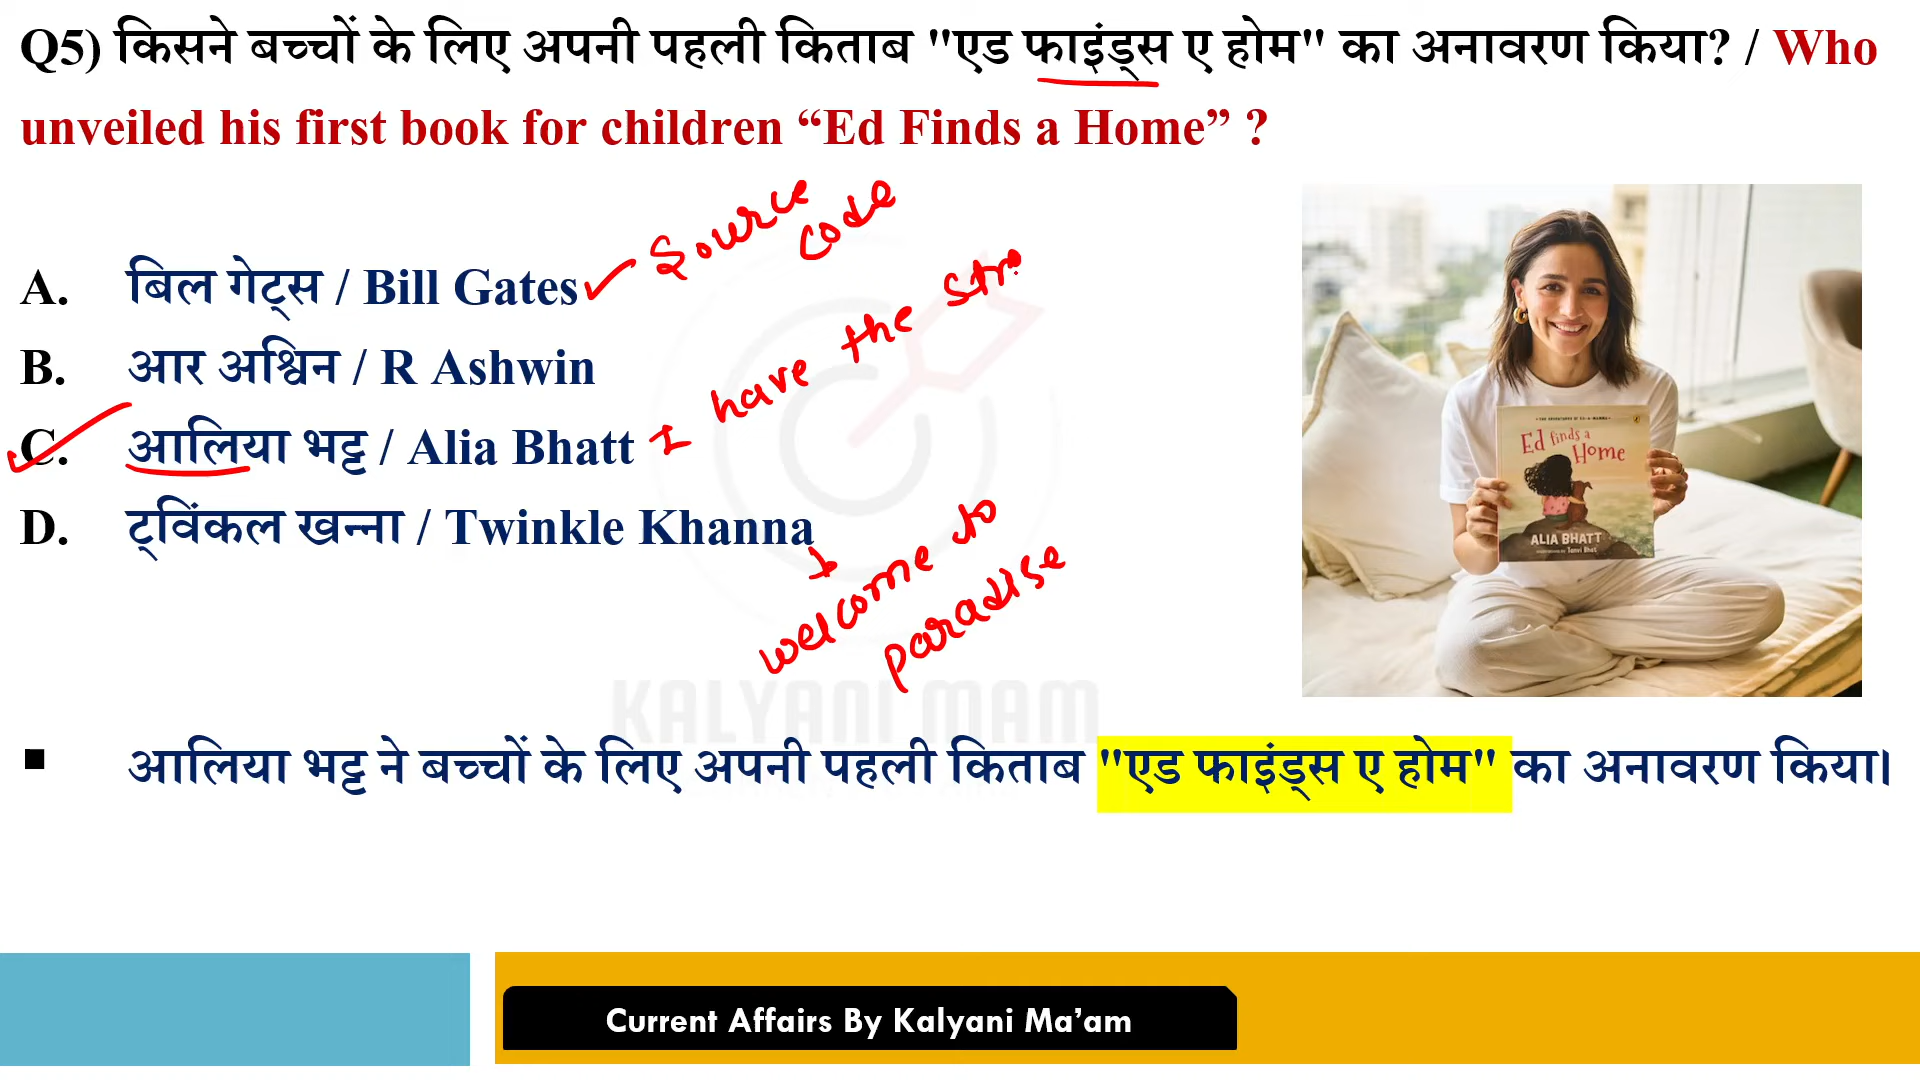 Q5) किसने बच्चों के लिए अपनी पहली किताब "एड फाइंड्स ए होम" का अनावरण किया? / Who
unveiled his first book for children “Ed Finds a Home” ?
A. बिल गेट्स / Bill Gates
Source
code
B. आर अश्विन / R Ashwin
C. आलिया भट्ट / Alia Bhatt
I have the str
D. ट्विंकल खन्ना / Twinkle Khanna
welcome to
paradise
Ed finds a
Home
ALIA BHATT
KALYANI MAM
▪ आलिया भट्ट ने बच्चों के लिए अपनी पहली किताब "एड फाइंड्स ए होम" का अनावरण किया।
Current Affairs By Kalyani Ma’am